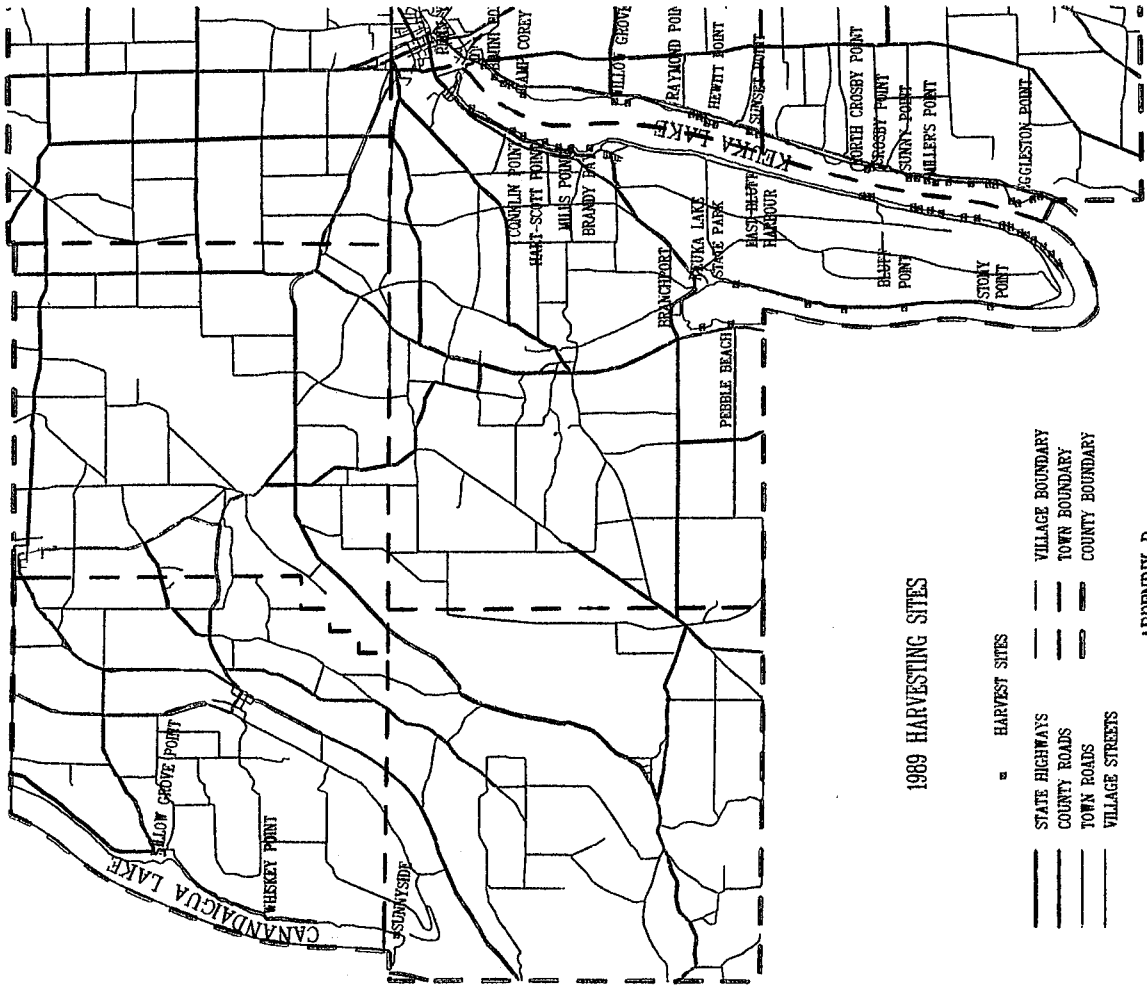 CANANDAIGUA LAKE
WILLOW GROVE POINT
WHISKEY POINT
SUNNYSIDE
KEUKA LAKE
CAMP COREY
WILLOW GROVE
RAYMOND POIN
HEWITT POINT
SUNSET POINT
NORTH CROSBY POINT
CROSBY POINT
SUNNY POINT
MILLER'S POINT
EGGLESTON POINT
CONKLIN POINT
HART-SCOTT POINT
MILLS POINT
BRANDY BAY
BRANCHPORT
KEUKA LAKE
STATE PARK
EAST BLUFF
HARBOUR
BLUFF
POINT
STONY
POINT
PEBBLE BEACH
1989 HARVESTING SITES
HARVEST SITES
STATE HIGHWAYS
COUNTY ROADS
TOWN ROADS
VILLAGE STREETS
VILLAGE BOUNDARY
TOWN BOUNDARY
COUNTY BOUNDARY